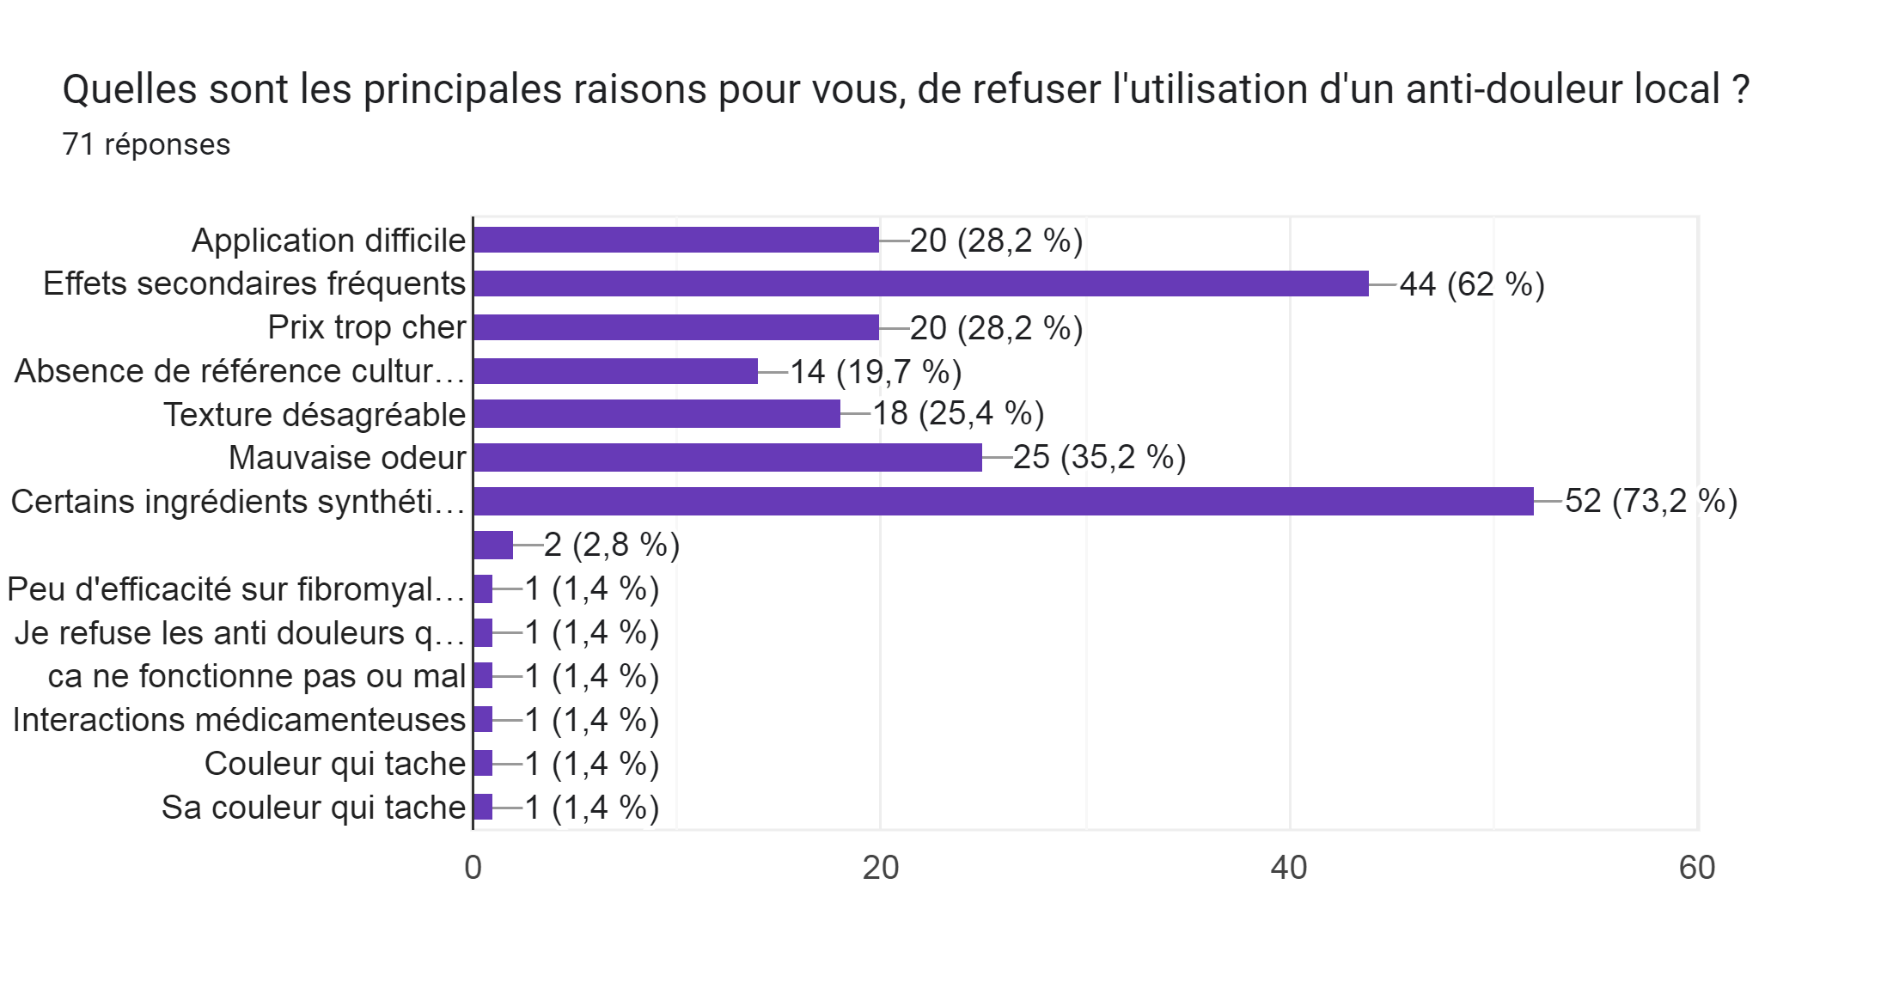 Quelles sont les principales raisons pour vous, de refuser l'utilisation d'un anti-douleur local ?
71 réponses
Application difficile 20 (28,2 %)
Effets secondaires fréquents 44 (62 %)
Prix trop cher 20 (28,2 %)
Absence de référence cultur… 14 (19,7 %)
Texture désagréable 18 (25,4 %)
Mauvaise odeur 25 (35,2 %)
Certains ingrédients synthéti… 52 (73,2 %)
2 (2,8 %)
Peu d'efficacité sur fibromyal… 1 (1,4 %)
Je refuse les anti douleurs q… 1 (1,4 %)
ca ne fonctionne pas ou mal 1 (1,4 %)
Interactions médicamenteuses 1 (1,4 %)
Couleur qui tache 1 (1,4 %)
Sa couleur qui tache 1 (1,4 %)
0 20 40 60